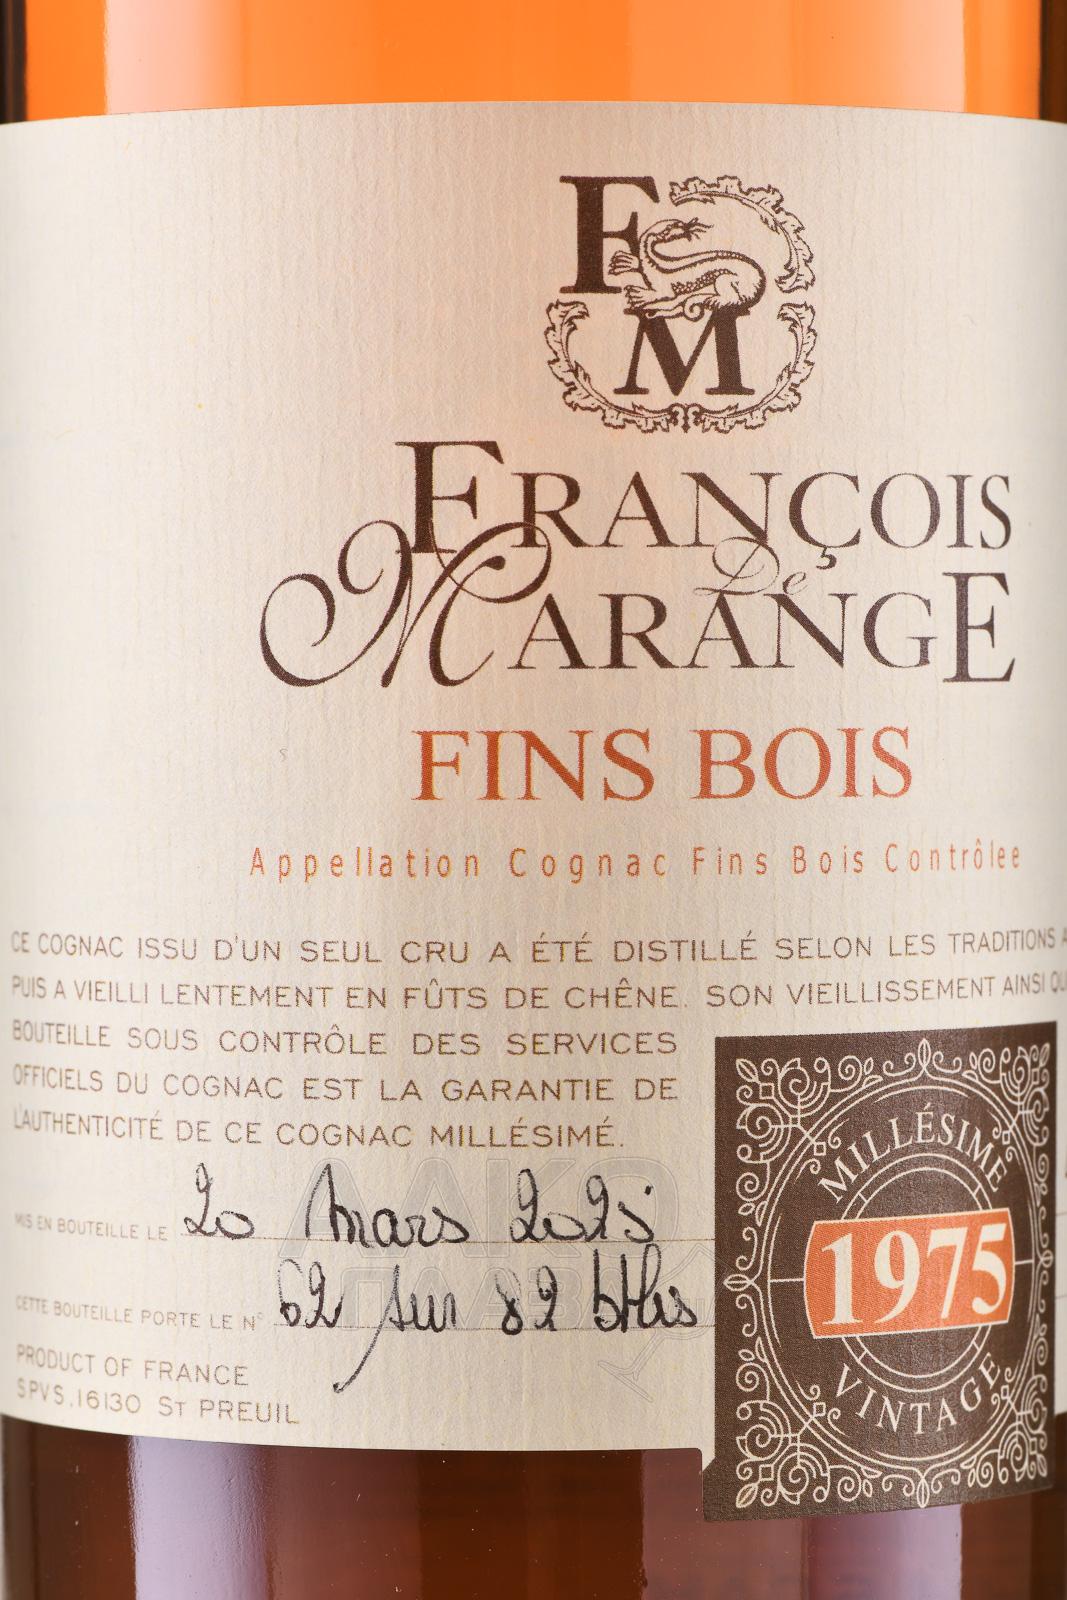 FM
FRANÇOIS
De
MARANGE
FINS BOIS
Appellation Cognac Fins Bois Contrôlee
CE COGNAC ISSU D'UN SEUL CRU A ÉTÉ DISTILLÉ SELON LES TRADITIONS
PUIS A VIEILLI LENTEMENT EN FÛTS DE CHÊNE. SON VIEILLISSEMENT AINSI
BOUTEILLE SOUS CONTRÔLE DES SERVICES
OFFICIELS DU COGNAC EST LA GARANTIE DE
L'AUTHENTICITÉ DE CE COGNAC MILLÉSIMÉ.
MIS EN BOUTEILLE LE 20 mars 2025
CETTE BOUTEILLE PORTE LE N° 62 sur 82 btlles
PRODUCT OF FRANCE
SPVS.16130 ST PREUIL
MILLÉSIME
1975
VINTAGE